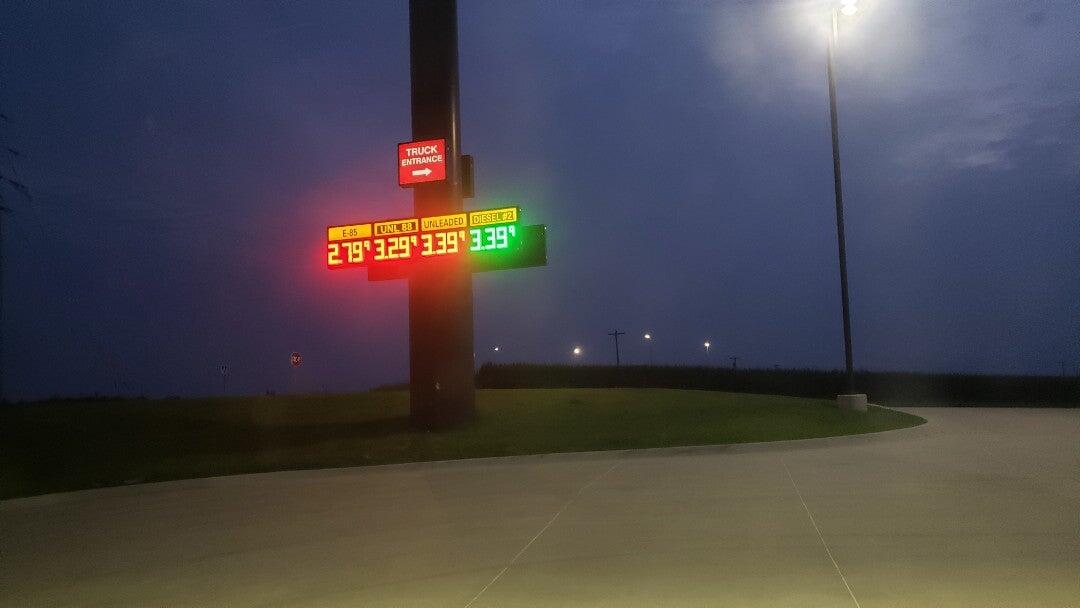 TRUCK
ENTRANCE
E-85 UNL 88 UNLEADED DIESEL #2
2.79⁹ 3.29⁹ 3.39⁹ 3.39⁹